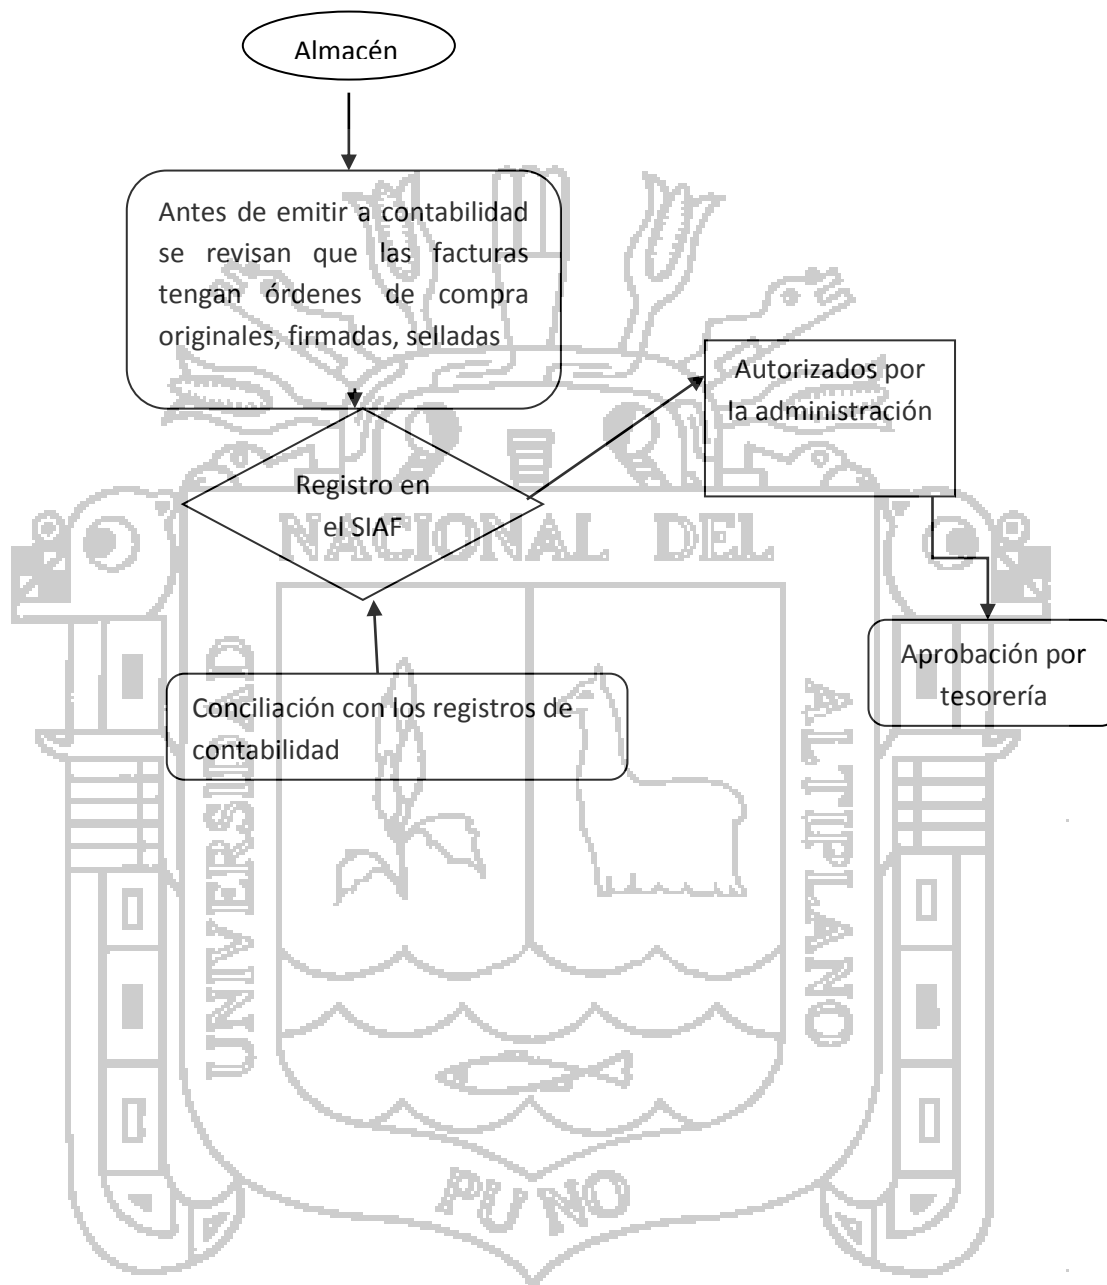 Almacén
Antes de emitir a contabilidad
se revisan que las facturas
tengan órdenes de compra
originales, firmadas, selladas
Autorizados por
la administración
Registro en
el SIAF
NACIONAL DEL
Aprobación por
tesorería
Conciliación con los registros de
contabilidad
UNIVERSIDAD
ALTIPLANO
PUNO